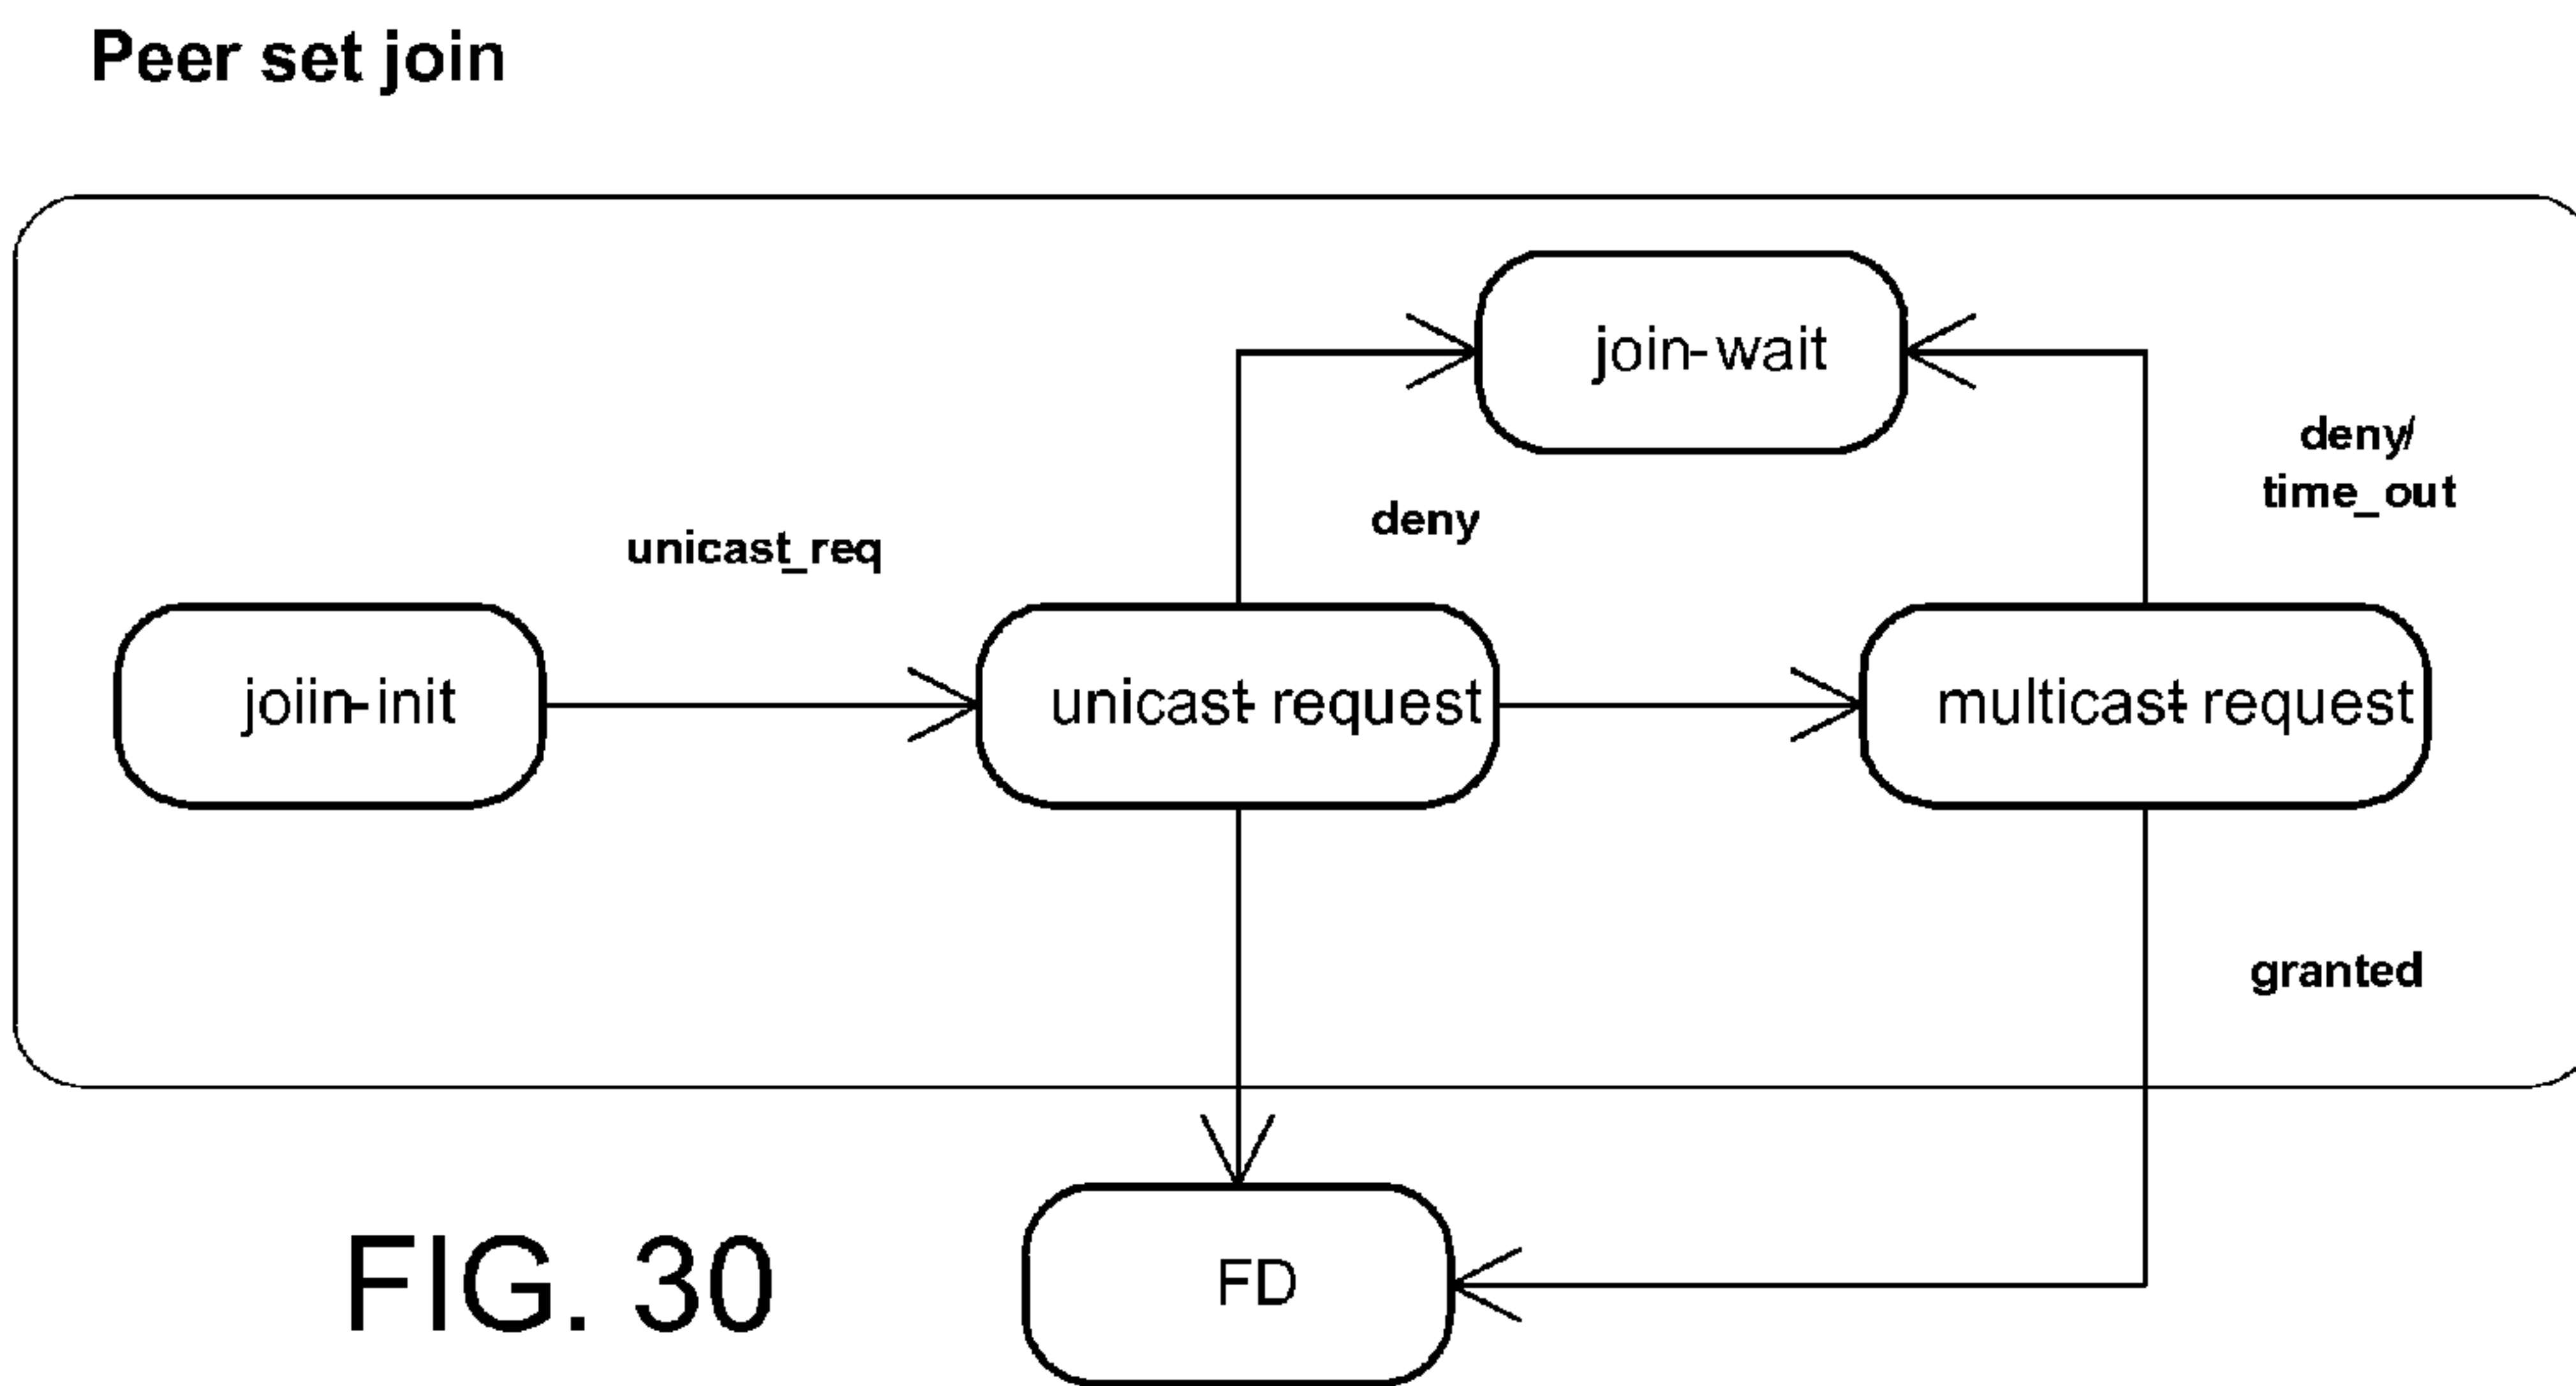 Peer set join
join-wait
deny/
time_out
deny
unicast_req
joiin-init
unicast- request
multicast- request
granted
FD
FIG. 30